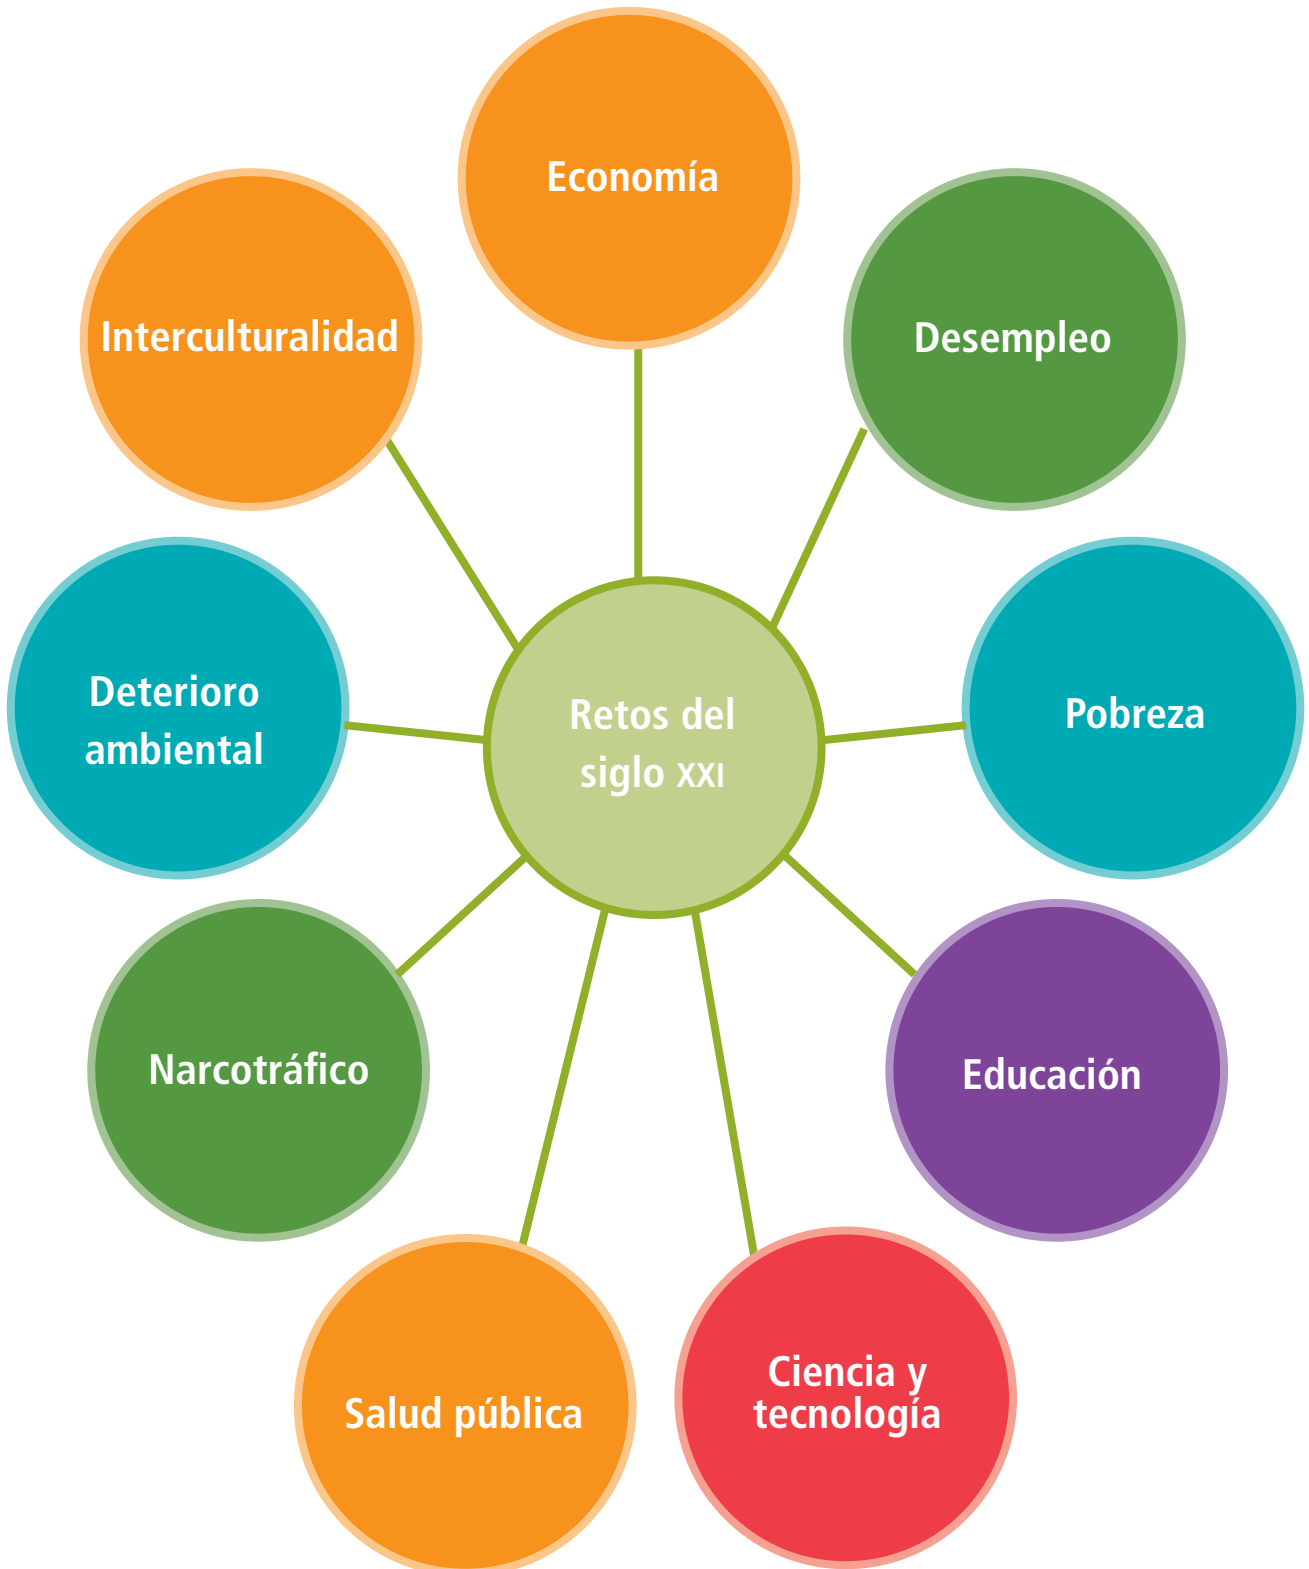 Economía
Interculturalidad
Desempleo
Deterioro
ambiental
Retos del
siglo XXI
Pobreza
Narcotráfico
Educación
Salud pública
Ciencia y
tecnología